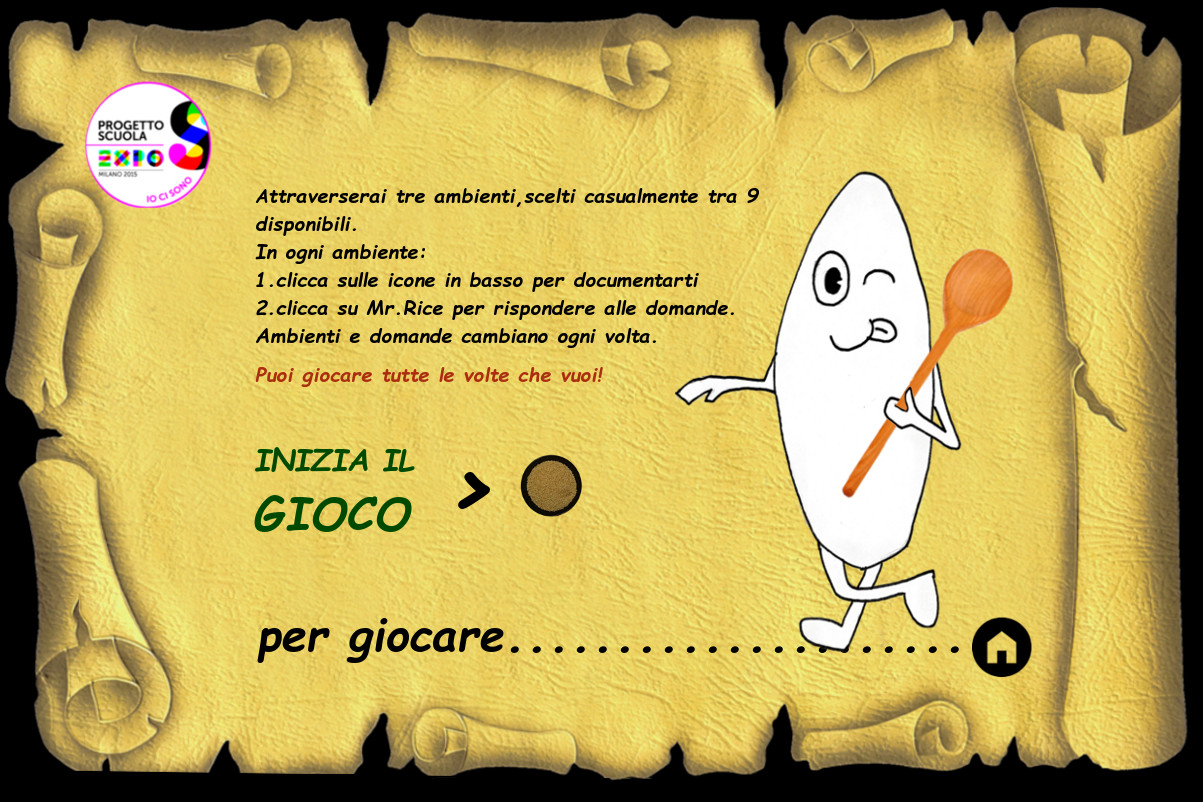 PROGETTO
SCUOLA
EXPO
MILANO 2015
IO CI SONO
Attraverserai tre ambienti,scelti casualmente tra 9
disponibili.
In ogni ambiente:
1.clicca sulle icone in basso per documentarti
2.clicca su Mr.Rice per rispondere alle domande.
Ambienti e domande cambiano ogni volta.
Puoi giocare tutte le volte che vuoi!
INIZIA IL
GIOCO >
per giocare.....................